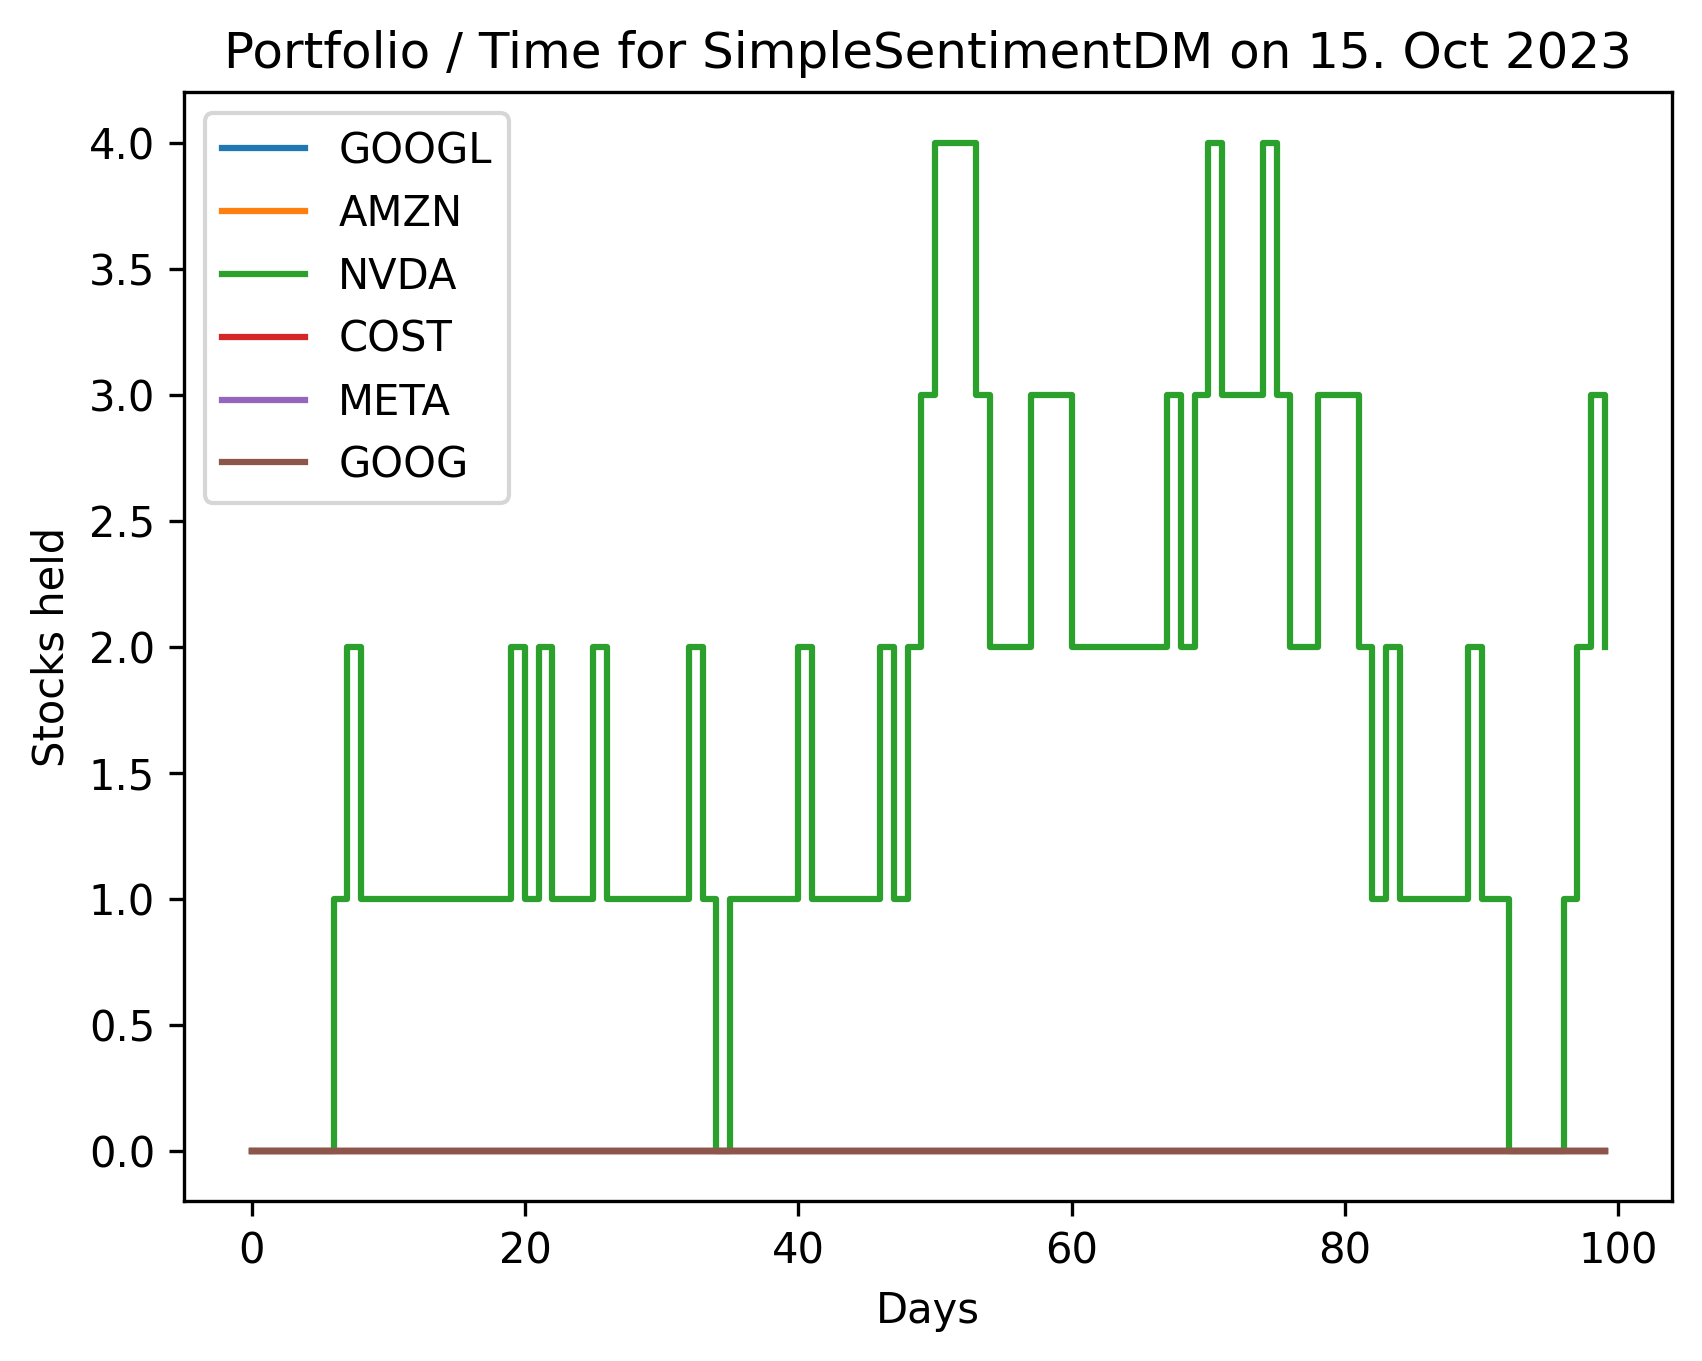 Portfolio / Time for SimpleSentimentDM on 15. Oct 2023
GOOGL
AMZN
NVDA
COST
META
GOOG
4.0
3.5
3.0
2.5
2.0
1.5
1.0
0.5
0.0
Stocks held
0 20 40 60 80 100
Days